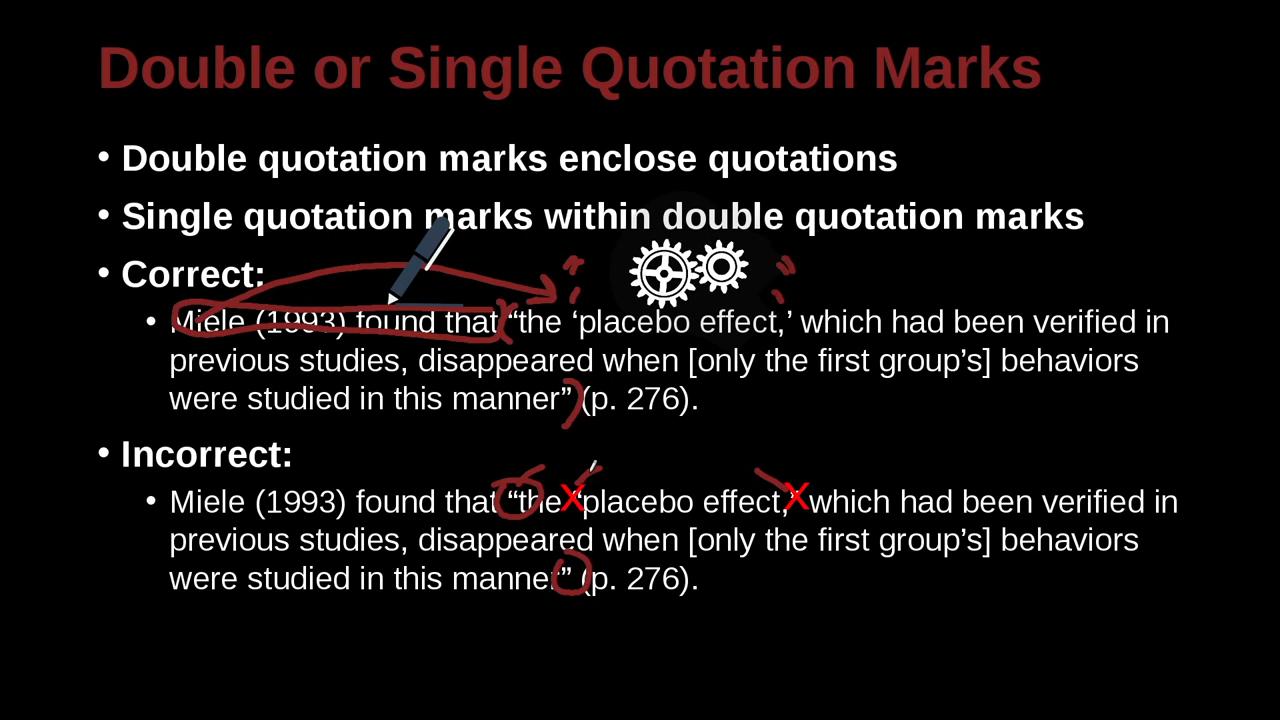 Double or Single Quotation Marks
• Double quotation marks enclose quotations
• Single quotation marks within double quotation marks
• Correct:
• Miele (1993) found that “the ‘placebo effect,’ which had been verified in
previous studies, disappeared when [only the first group’s] behaviors
were studied in this manner” (p. 276).
• Incorrect:
• Miele (1993) found that “the “placebo effect,” which had been verified in
previous studies, disappeared when [only the first group’s] behaviors
were studied in this manner” (p. 276).